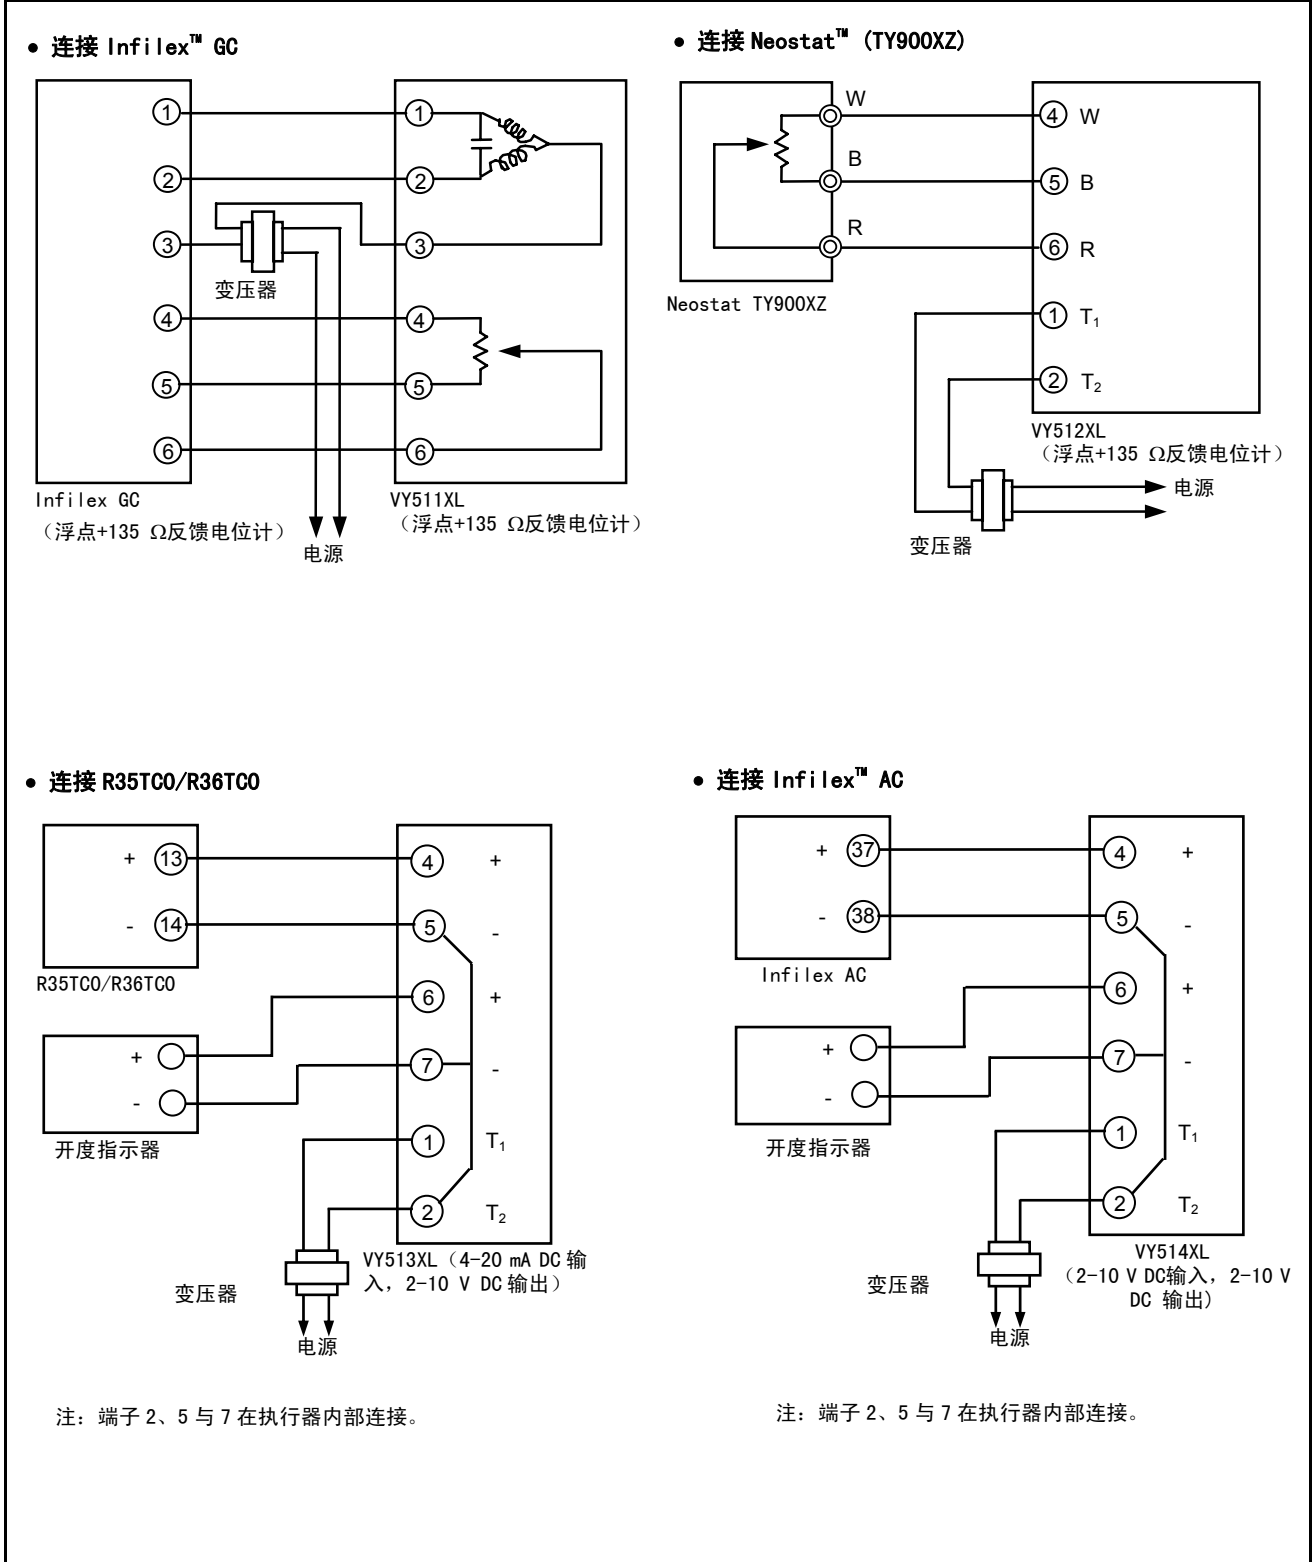 • 连接 Infilex™ GC
1
2
3
4
5
6
1
2
3
4
5
6
变压器
Infilex GC
（浮点+135 Ω反馈电位计）
VY511XL
（浮点+135 Ω反馈电位计）
电源
• 连接 Neostat™ (TY900XZ)
W
B
R
Neostat TY900XZ
4 W
5 B
6 R
1 T₁
2 T₂
VY512XL
（浮点+135 Ω反馈电位计）
电源
变压器
• 连接 R35TC0/R36TC0
+ 13
- 14
R35TC0/R36TC0
+
-
开度指示器
4 +
5 -
6 +
7 -
1 T₁
2 T₂
VY513XL（4-20 mA DC 输
入，2-10 V DC 输出）
变压器
电源
注：端子 2、5 与 7 在执行器内部连接。
• 连接 Infilex™ AC
+ 37
- 38
Infilex AC
+
-
开度指示器
4 +
5 -
6 +
7 -
1 T₁
2 T₂
VY514XL
（2-10 V DC输入，2-10 V
DC 输出）
变压器
电源
注：端子 2、5 与 7 在执行器内部连接。